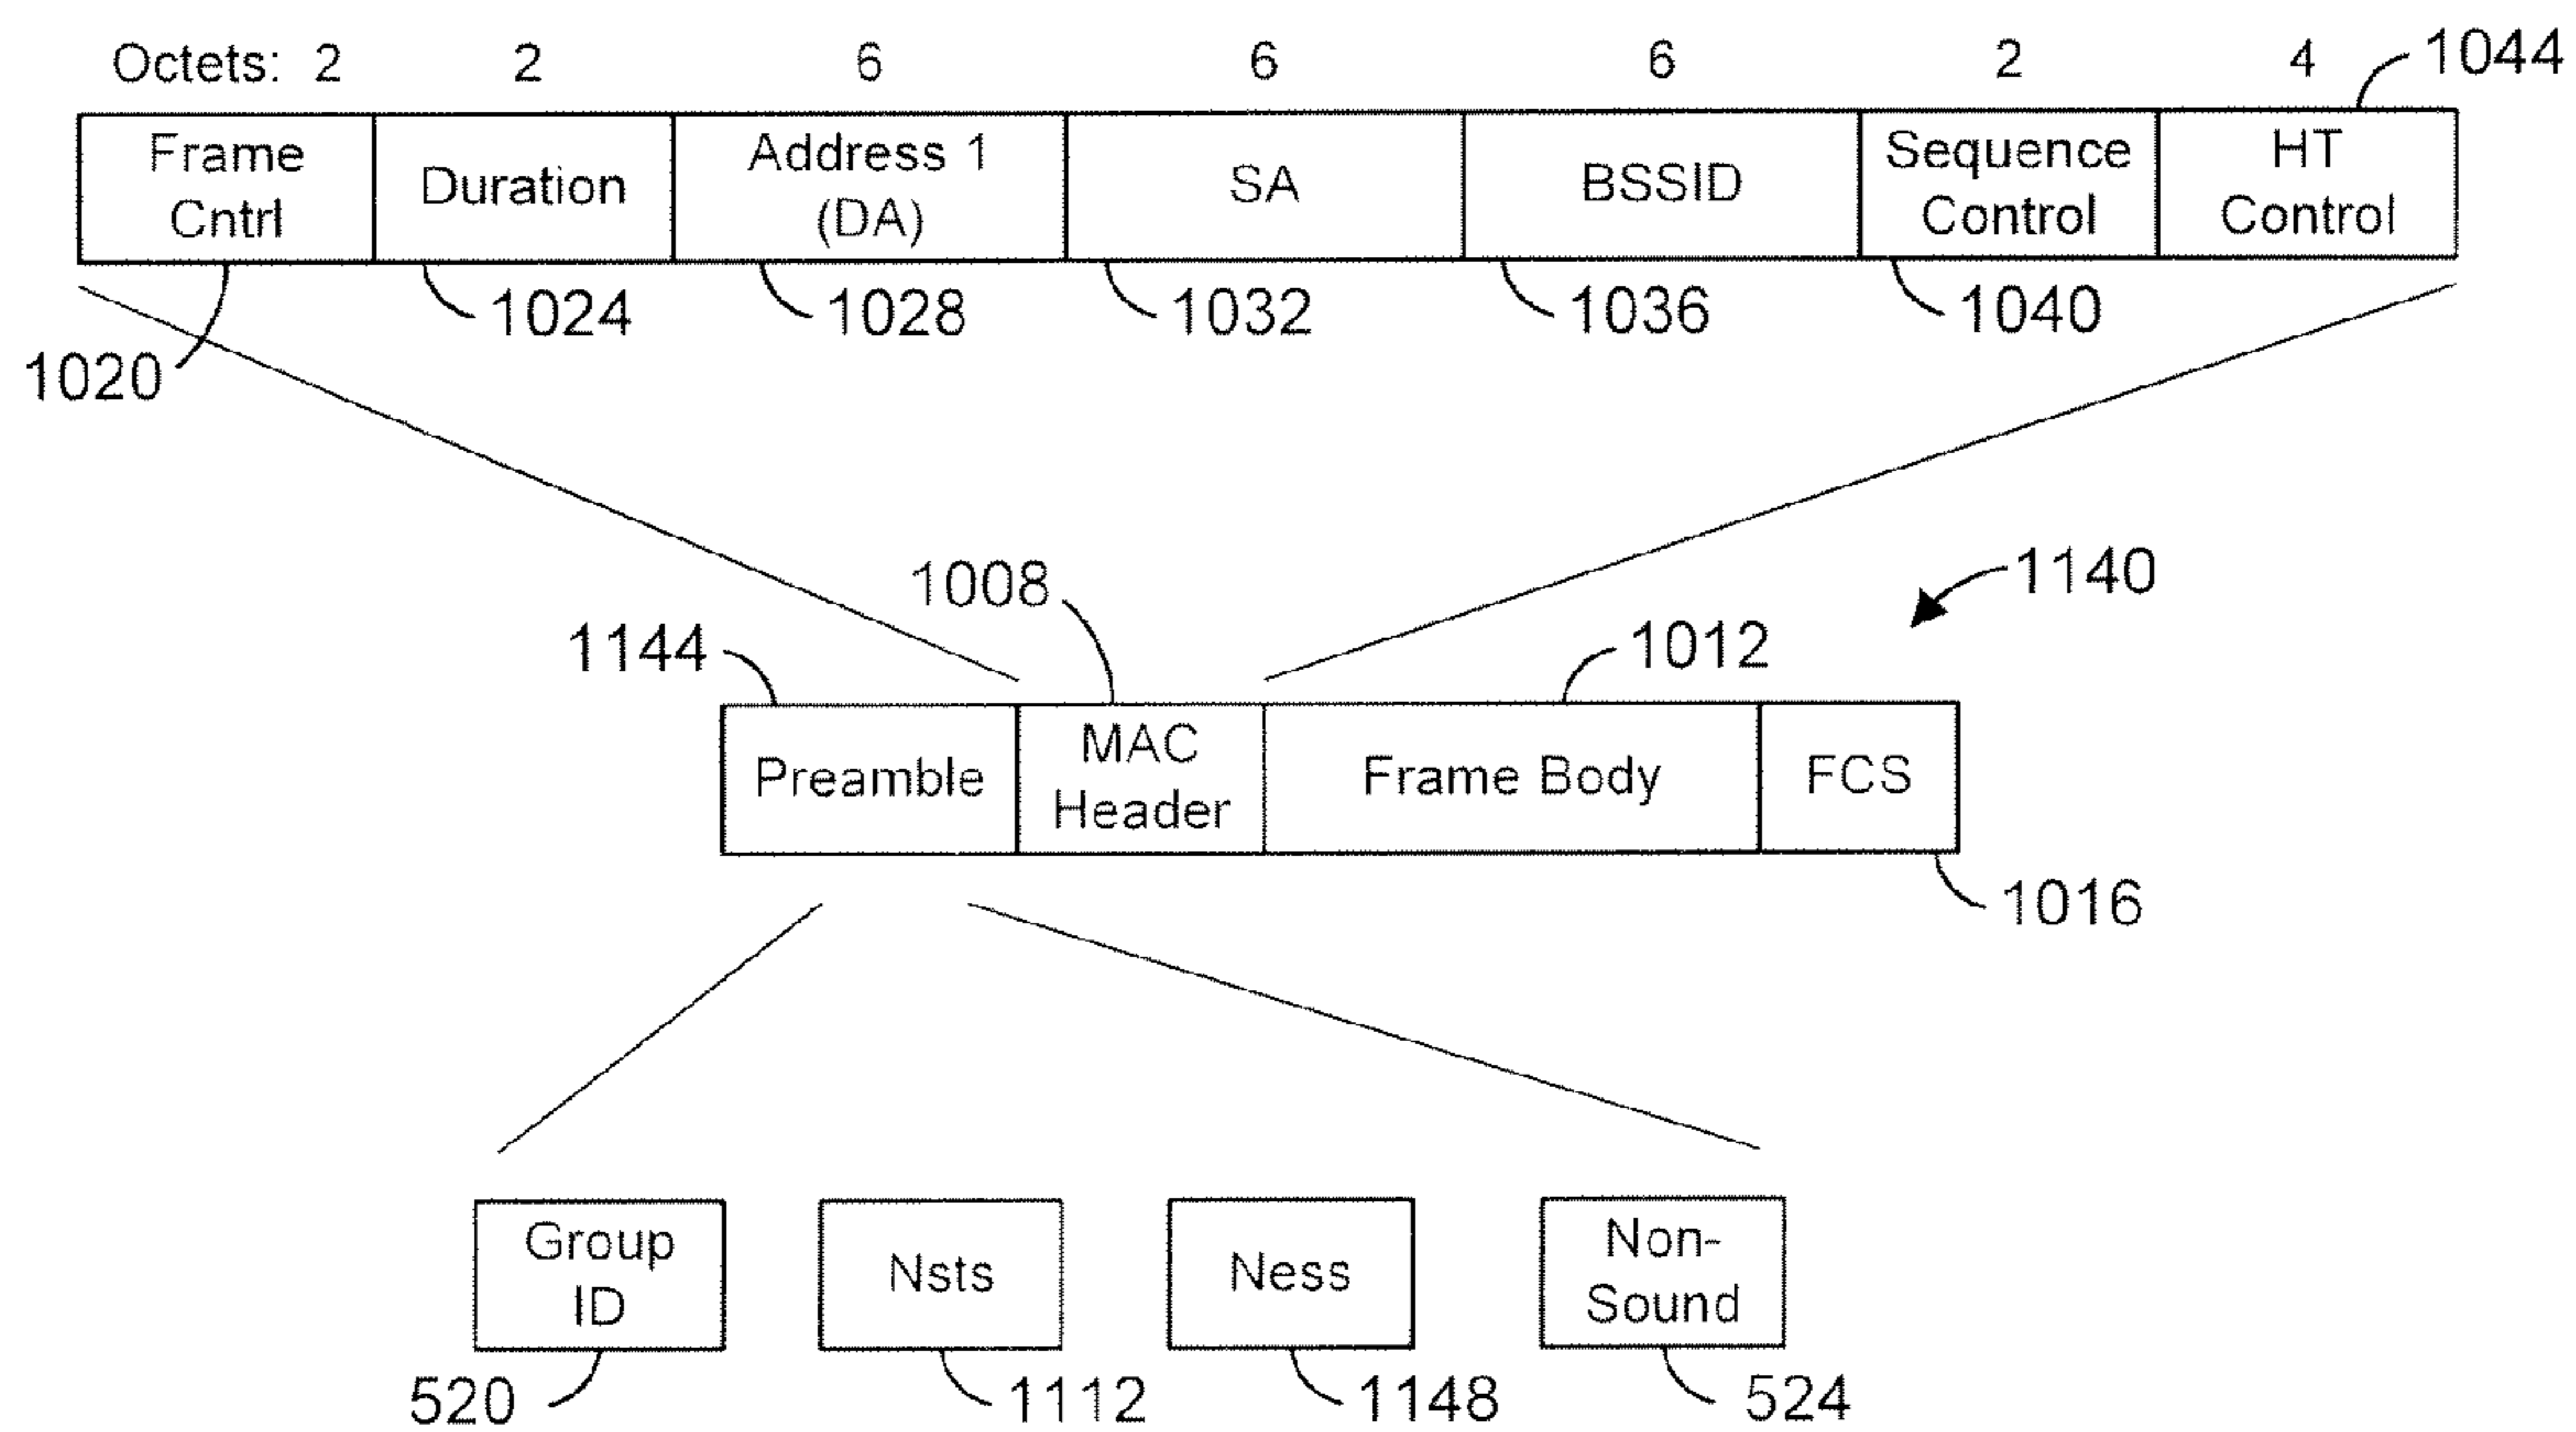 Octets: 2 2 6 6 6 2 4 1044
Frame Cntrl
Duration
Address 1 (DA)
SA
BSSID
Sequence Control
HT Control
1020
1024
1028
1032
1036
1040
1140
1144
1008
1012
Preamble
MAC Header
Frame Body
FCS
1016
Group ID
Nsts
Ness
Non-Sound
520
1112
1148
524